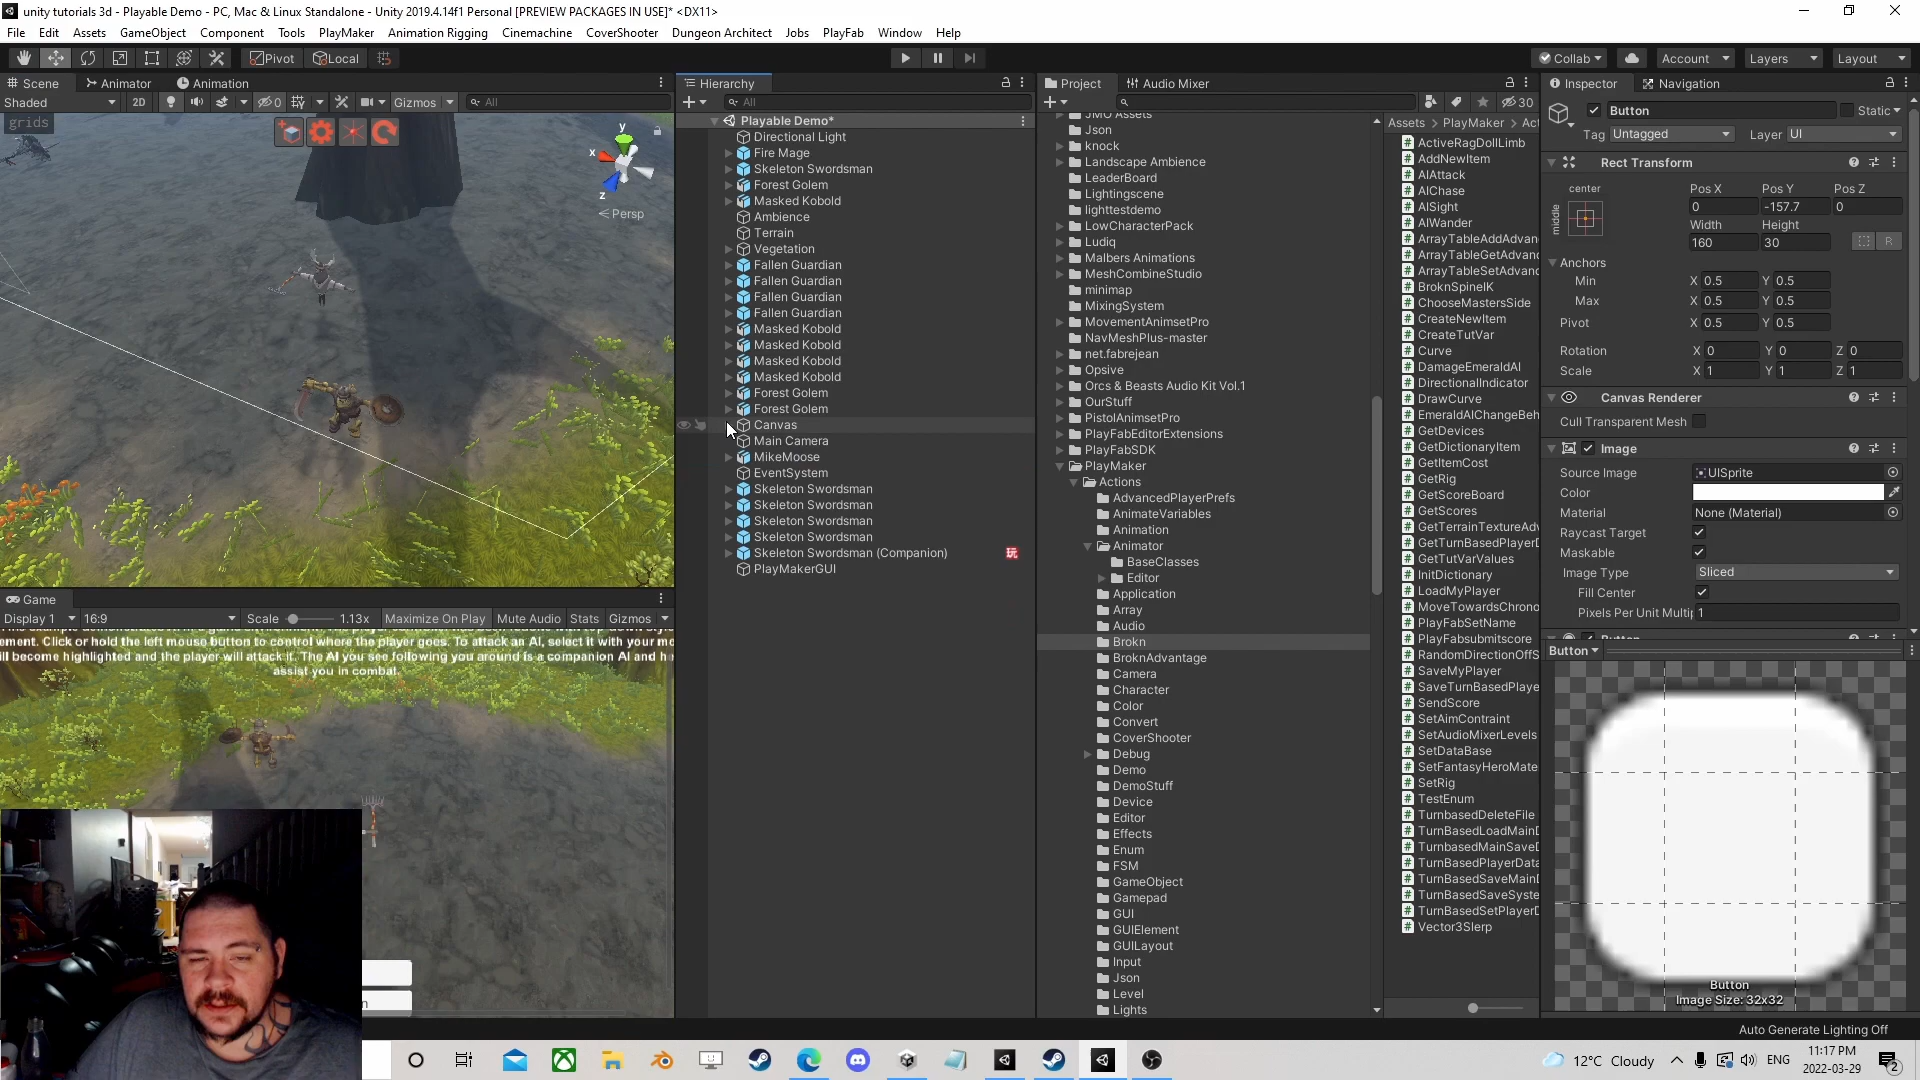 unity tutorials 3d - Playable Demo - PC, Mac & Linux Standalone - Unity 2019.4.14f1 Personal [PREVIEW PACKAGES IN USE]* <DX11>
File Edit Assets GameObject Component Tools PlayMaker Animation Rigging Cinemachine CoverShooter Dungeon Architect Jobs PlayFab Window Help
Pivot Local Collab Account Layers Layout
Scene Animator Animation
Shaded 2D 0 Gizmos All
grids
y
x
z
Persp
Game
Display 1 16:9 Scale 1.13x Maximize On Play Mute Audio Stats Gizmos
ement. Click or hold the left mouse button to control where the player goes. To attack an AI, select it with your m
ill become highlighted and the player will attack it. The AI you see following you around is a companion AI and h
assist you in combat.
n
Hierarchy
All
Playable Demo*
Directional Light
Fire Mage
Skeleton Swordsman
Forest Golem
Masked Kobold
Ambience
Terrain
Vegetation
Fallen Guardian
Fallen Guardian
Fallen Guardian
Fallen Guardian
Masked Kobold
Masked Kobold
Masked Kobold
Masked Kobold
Forest Golem
Forest Golem
Canvas
Main Camera
MikeMoose
EventSystem
Skeleton Swordsman
Skeleton Swordsman
Skeleton Swordsman
Skeleton Swordsman
Skeleton Swordsman (Companion)
PlayMakerGUI
Project Audio Mixer
30
JMO Assets
Json
knock
Landscape Ambience
LeaderBoard
Lightingscene
lighttestdemo
LowCharacterPack
Ludiq
Malbers Animations
MeshCombineStudio
minimap
MixingSystem
MovementAnimsetPro
NavMeshPlus-master
net.fabrejean
Opsive
Orcs & Beasts Audio Kit Vol.1
OurStuff
PistolAnimsetPro
PlayFabEditorExtensions
PlayFabSDK
PlayMaker
Actions
AdvancedPlayerPrefs
AnimateVariables
Animation
Animator
BaseClasses
Editor
Application
Array
Audio
Brokn
BroknAdvantage
Camera
Character
Color
Convert
CoverShooter
Debug
Demo
DemoStuff
Device
Editor
Effects
Enum
FSM
GameObject
Gamepad
GUI
GUIElement
GUILayout
Input
Json
Level
Lights
Assets > PlayMaker > Act
ActiveRagDollLimb
AddNewItem
AIAttack
AIChase
AISight
AIWander
ArrayTableAddAdvan
ArrayTableGetAdvan
ArrayTableSetAdvan
BroknSpineIK
ChooseMastersSide
CreateNewItem
CreateTutVar
Curve
DamageEmeraldAI
DirectionalIndicator
DrawCurve
EmeraldAIChangeBeh
GetDevices
GetDictionaryItem
GetItemCost
GetRig
GetScoreBoard
GetScores
GetTerrainTextureAdv
GetTurnBasedPlayerD
GetTutVarValues
InitDictionary
LoadMyPlayer
MoveTowardsChrono
PlayFabSetName
PlayFabsubmitscore
RandomDirectionOffS
SaveMyPlayer
SaveTurnBasedPlaye
SendScore
SetAimContraint
SetAudioMixerLevels
SetDataBase
SetFantasyHeroMate
SetRig
TestEnum
TurnbasedDeleteFile
TurnBasedLoadMainD
TurnbasedMainSaveD
TurnBasedPlayerData
TurnBasedSaveMainD
TurnBasedSaveSyste
TurnBasedSetPlayerD
Vector3Slerp
Inspector Navigation
Button Static
Tag Untagged Layer UI
Rect Transform
center Pos X Pos Y Pos Z
middle 0 -157.7 0
Width Height
160 30 R
Anchors
Min X 0.5 Y 0.5
Max X 0.5 Y 0.5
Pivot X 0.5 Y 0.5
Rotation X 0 Y 0 Z 0
Scale X 1 Y 1 Z 1
Canvas Renderer
Cull Transparent Mesh
Image
Source Image UISprite
Color
Material None (Material)
Raycast Target
Maskable
Image Type Sliced
Fill Center
Pixels Per Unit Multip 1
Button
Button
Button
Image Size: 32x32
Auto Generate Lighting Off
12°C Cloudy ENG 11:17 PM
2022-03-29
2